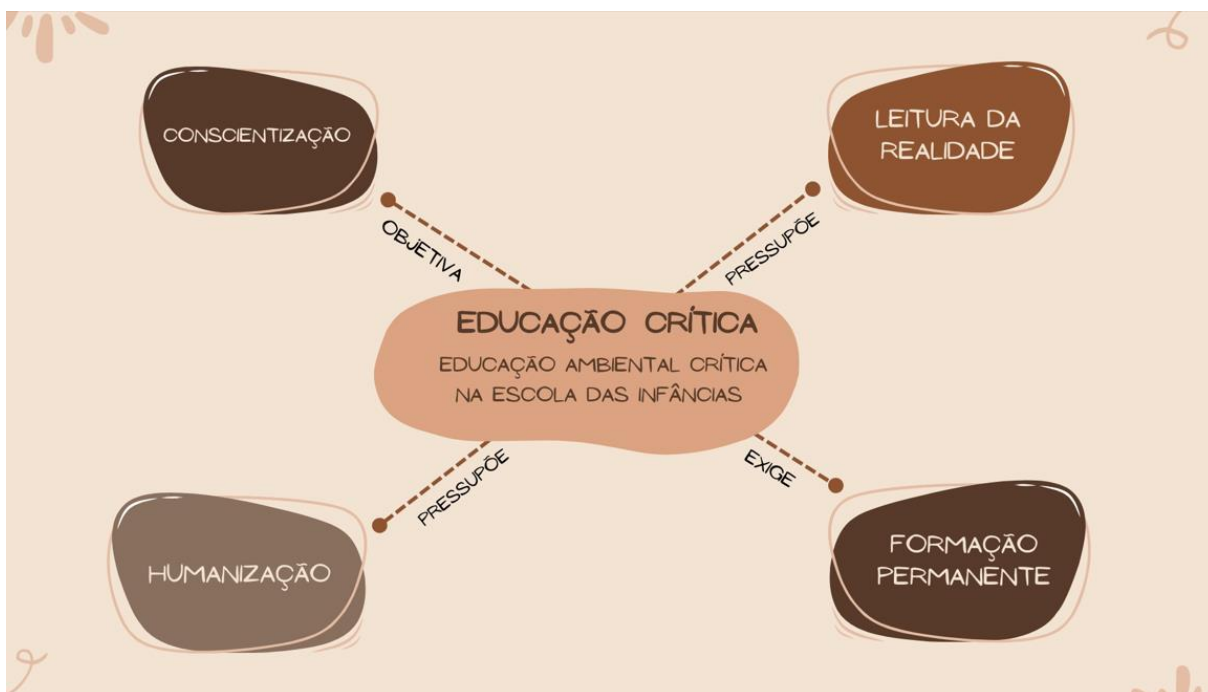 CONSCIENTIZAÇÃO
LEITURA DA
REALIDADE
OBJETIVA
PRESSUPÕE
EDUCAÇÃO CRÍTICA
EDUCAÇÃO AMBIENTAL CRÍTICA
NA ESCOLA DAS INFÂNCIAS
PRESSUPÕE
EXIGE
HUMANIZAÇÃO
FORMAÇÃO
PERMANENTE